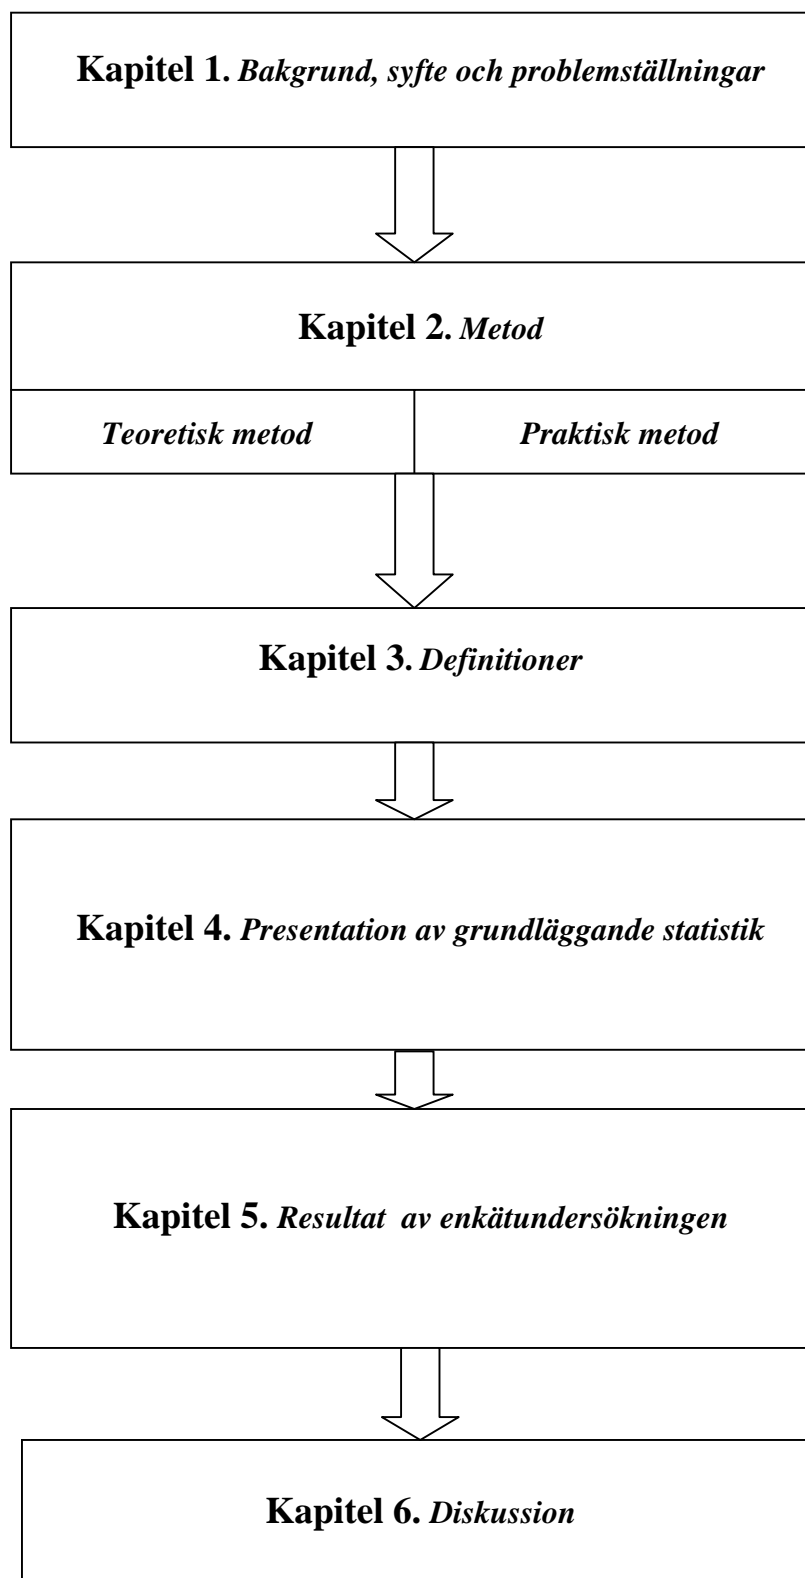 Kapitel 1. Bakgrund, syfte och problemställningar
Kapitel 2. Metod
Teoretisk metod
Praktisk metod
Kapitel 3. Definitioner
Kapitel 4. Presentation av grundläggande statistik
Kapitel 5. Resultat av enkätundersökningen
Kapitel 6. Diskussion